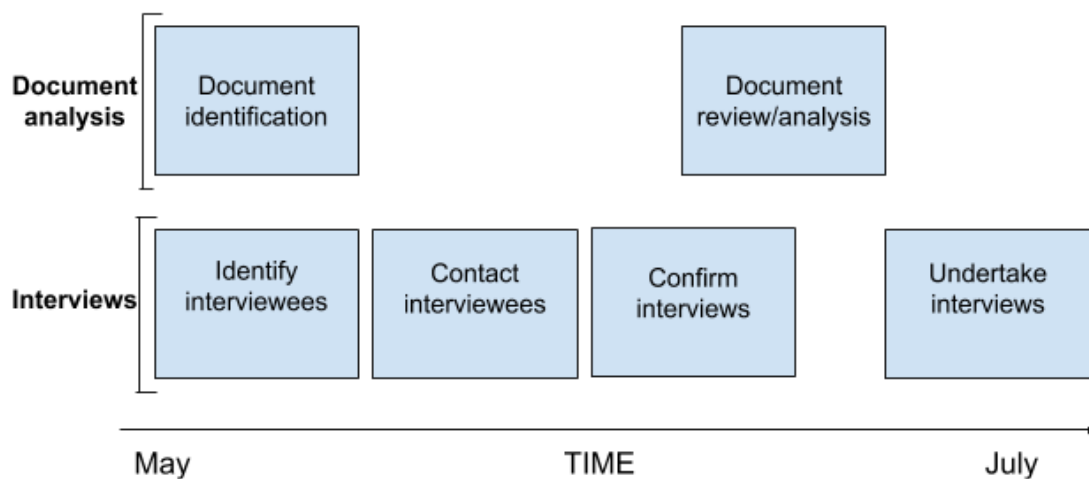 Document
analysis
Document
identification
Document
review/analysis
Interviews
Identify
interviewees
Contact
interviewees
Confirm
interviews
Undertake
interviews
May
TIME
July